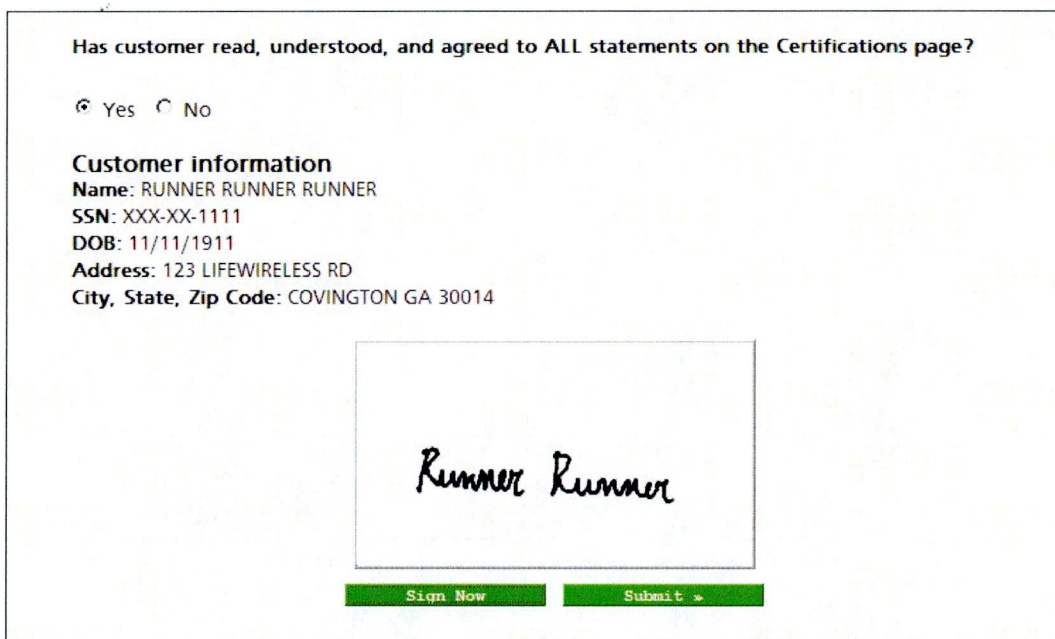 Has customer read, understood, and agreed to ALL statements on the Certifications page?
Yes No
Customer information
Name: RUNNER RUNNER RUNNER
SSN: XXX-XX-1111
DOB: 11/11/1911
Address: 123 LIFEWIRELESS RD
City, State, Zip Code: COVINGTON GA 30014
Runner Runner
Sign Now Submit »